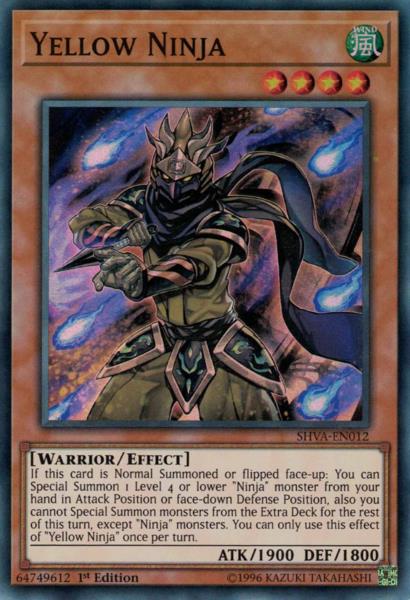 YELLOW NINJA
WIND
風
SHVA-EN012
[WARRIOR/EFFECT]
If this card is Normal Summoned or flipped face-up: You can
Special Summon 1 Level 4 or lower "Ninja" monster from your
hand in Attack Position or face-down Defense Position, also you
cannot Special Summon monsters from the Extra Deck for the rest
of this turn, except "Ninja" monsters. You can only use this effect
of "Yellow Ninja" once per turn.
ATK/1900 DEF/1800
64749612 1st Edition ©1996 KAZUKI TAKAHASHI